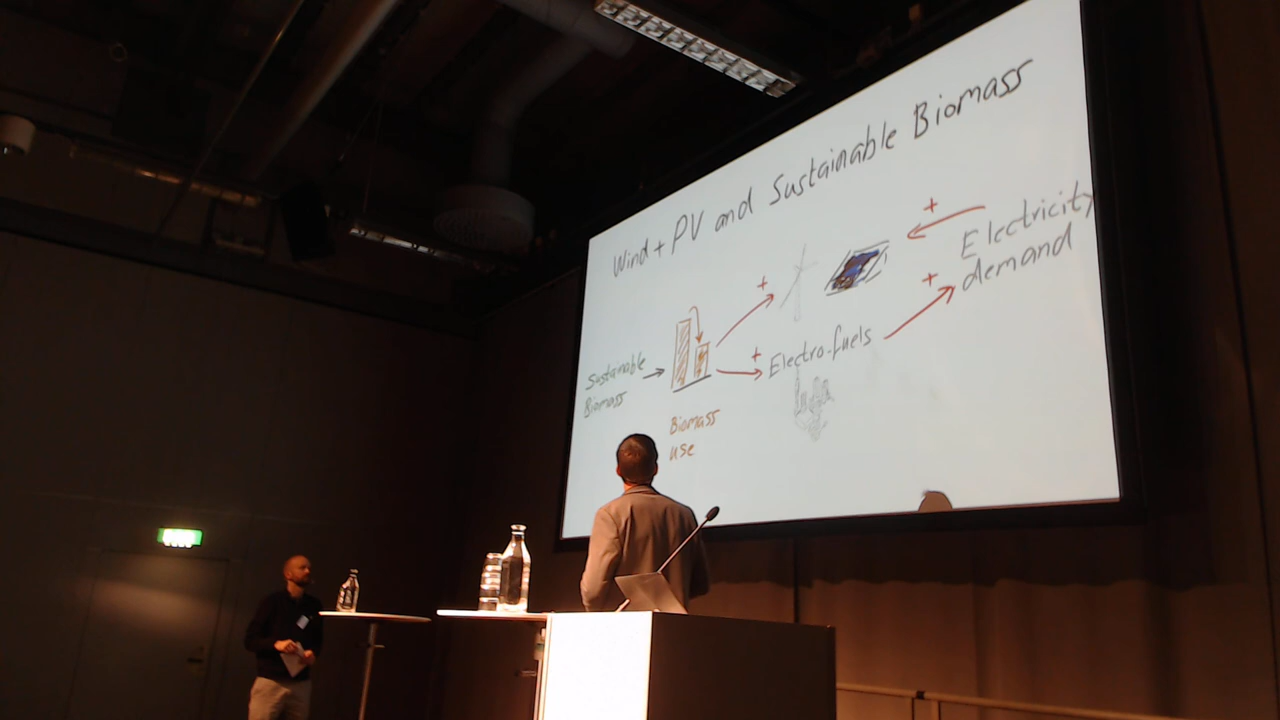 Wind + PV and Sustainable Biomass
+
Electricity
demand
+
+
Sustainable
Biomass
+
Electro-fuels
Biomass
use